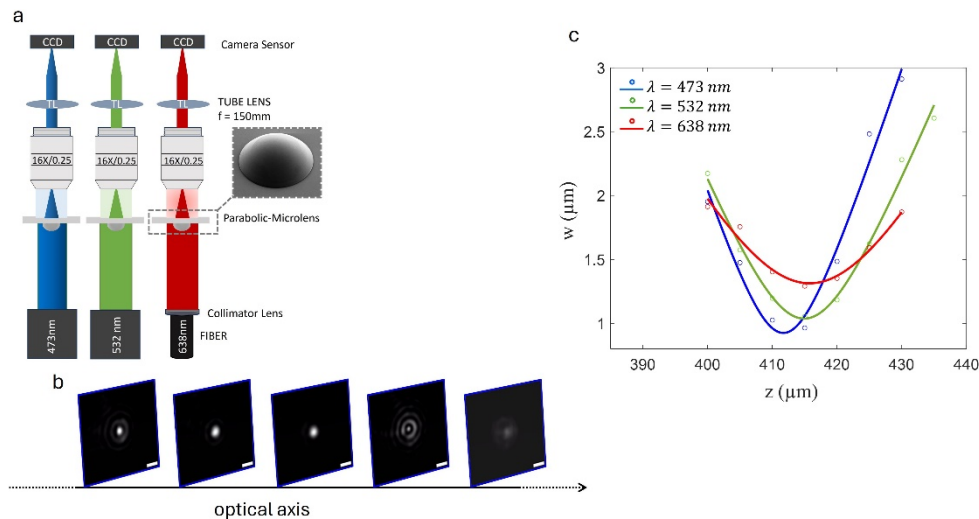 a
CCD
CCD
CCD
Camera Sensor
TL
TL
TL
TUBE LENS
f = 150mm
16X/0.25
16X/0.25
16X/0.25
Parabolic-Microlens
Collimator Lens
FIBER
473nm
532 nm
638nm
b
optical axis
c
λ = 473 nm
λ = 532 nm
λ = 638 nm
w (µm)
3
2.5
2
1.5
1
390
400
410
420
430
440
z (µm)